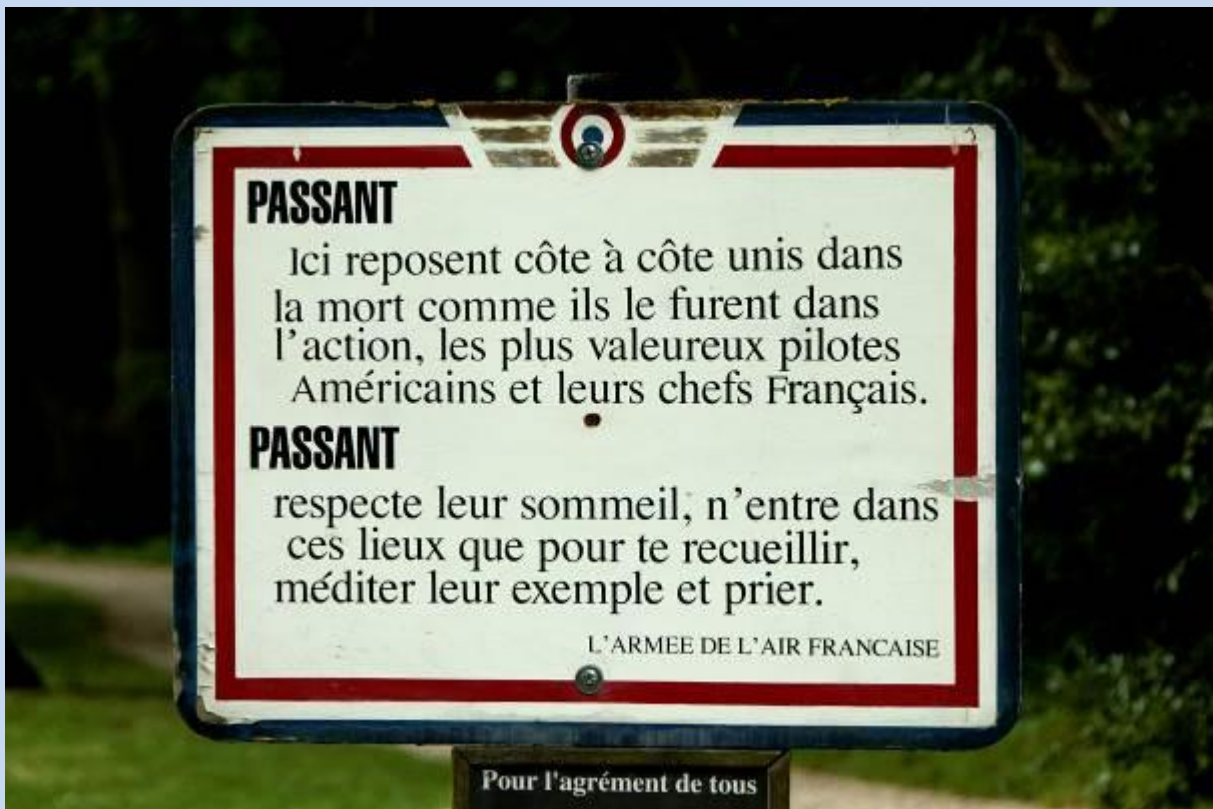 PASSANT
Ici reposent côte à côte unis dans
la mort comme ils le furent dans
l'action, les plus valeureux pilotes
Américains et leurs chefs Français.
PASSANT
respecte leur sommeil, n'entre dans
ces lieux que pour te recueillir,
méditer leur exemple et prier.
L'ARMEE DE L'AIR FRANCAISE
Pour l'agrément de tous